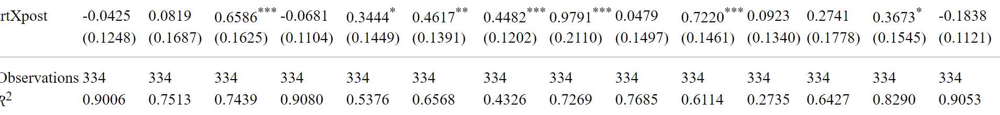 rtXpost -0.0425 0.0819 0.6586*** -0.0681 0.3444* 0.4617** 0.4482*** 0.9791*** 0.0479 0.7220*** 0.0923 0.2741 0.3673* -0.1838
(0.1248) (0.1687) (0.1625) (0.1104) (0.1449) (0.1391) (0.1202) (0.2110) (0.1497) (0.1461) (0.1340) (0.1778) (0.1545) (0.1121)
Observations 334 334 334 334 334 334 334 334 334 334 334 334 334 334
R2 0.9006 0.7513 0.7439 0.9080 0.5376 0.6568 0.4326 0.7269 0.7685 0.6114 0.2735 0.6427 0.8290 0.9053